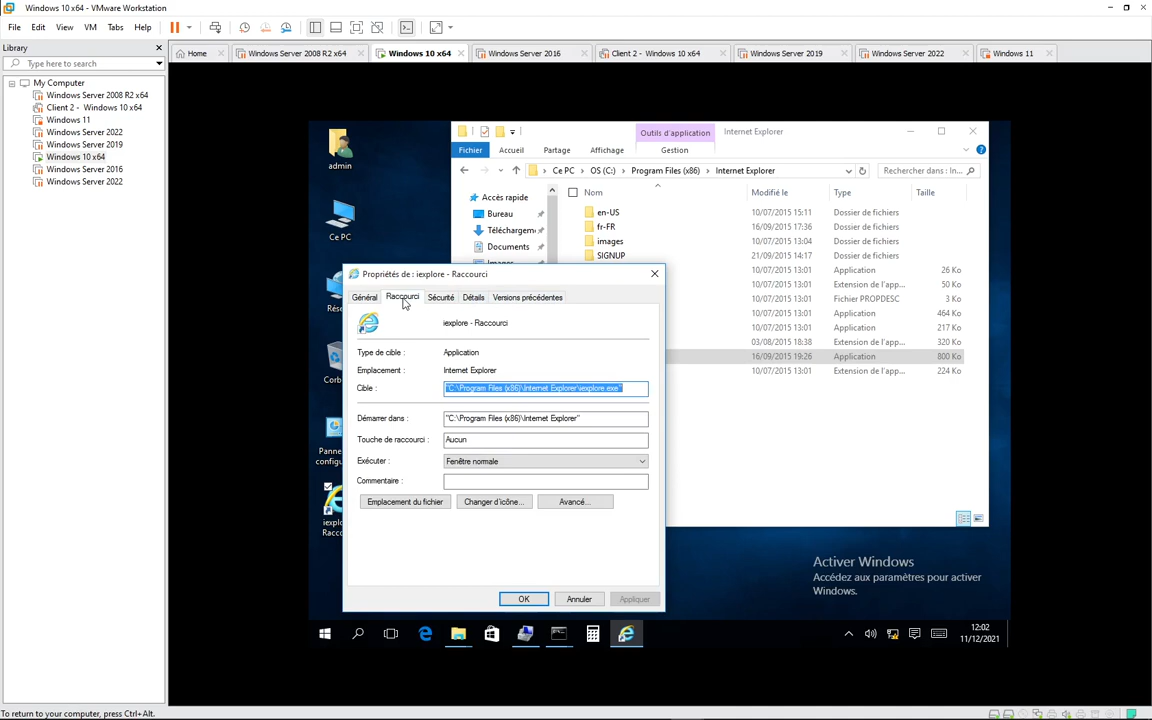 Windows 10 x64 - VMware Workstation
File Edit View VM Tabs Help
Library
Type here to search
My Computer
Windows Server 2008 R2 x64
Client 2 - Windows 10 x64
Windows 11
Windows Server 2022
Windows Server 2019
Windows 10 x64
Windows Server 2016
Windows Server 2022
Home
Windows Server 2008 R2 x64
Windows 10 x64
Windows Server 2016
Client 2 - Windows 10 x64
Windows Server 2019
Windows Server 2022
Windows 11
admin
Ce PC
Outils d'application
Internet Explorer
Fichier Accueil Partage Affichage Gestion
Ce PC > OS (C:) > Program Files (x86) > Internet Explorer
Rechercher dans : In...
Accès rapide
Bureau
Documents
Nom Modifié le Type Taille
en-US 10/07/2015 15:11 Dossier de fichiers
fr-FR 16/09/2015 17:36 Dossier de fichiers
images 10/07/2015 13:04 Dossier de fichiers
SIGNUP 21/09/2015 14:17 Dossier de fichiers
10/07/2015 13:01 Application 26 Ko
10/07/2015 13:01 Extension de l'app... 50 Ko
10/07/2015 13:01 Fichier PROPDESC 3 Ko
10/07/2015 13:01 Application 464 Ko
10/07/2015 13:01 Application 217 Ko
03/08/2015 18:38 Extension de l'app... 320 Ko
16/09/2015 19:26 Application 800 Ko
10/07/2015 13:01 Extension de l'app... 224 Ko
Propriétés de : iexplore - Raccourci
Général Raccourci Sécurité Détails Versions précédentes
iexplore - Raccourci
Type de cible : Application
Emplacement : Internet Explorer
Cible : "C:\Program Files (x86)\Internet Explorer\iexplore.exe"
Démarrer dans : "C:\Program Files (x86)\Internet Explorer"
Touche de raccourci : Aucun
Exécuter : Fenêtre normale
Commentaire :
Emplacement du fichier Changer d'icône... Avancé...
OK Annuler Appliquer
Activer Windows
Accédez aux paramètres pour activer
Windows.
12:02
11/12/2021
To return to your computer, press Ctrl+Alt.